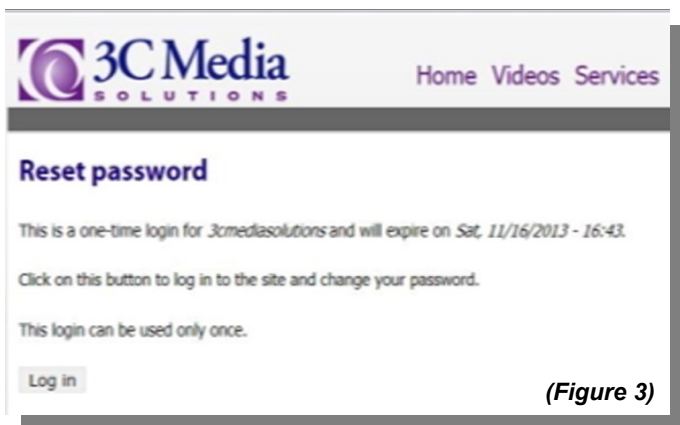 3C Media
SOLUTIONS
Home Videos Services
Reset password
This is a one-time login for 3cmediasolutions and will expire on Sat, 11/16/2013 - 16:43.
Click on this button to log in to the site and change your password.
This login can be used only once.
Log in
(Figure 3)